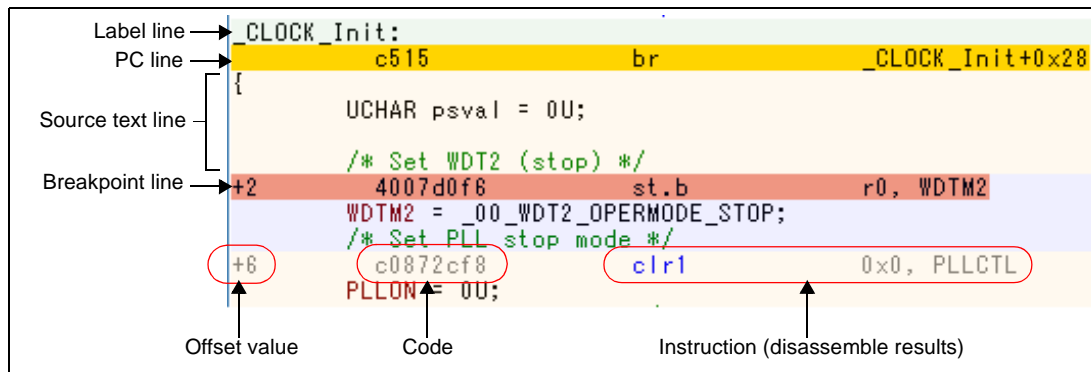 Label line _CLOCK_Init:
PC line c515 br _CLOCK_Init+0x28
{
Source text line UCHAR psval = 0U;
/* Set WDT2 (stop) */
Breakpoint line +2 4007d0f6 st.b r0, WDTM2
WDTM2 = _00_WDT2_OPERMODE_STOP;
/* Set PLL stop mode */
+6 c0872cf8 clr1 0x0, PLLCTL
PLLON = 0U;
Offset value Code Instruction (disassemble results)